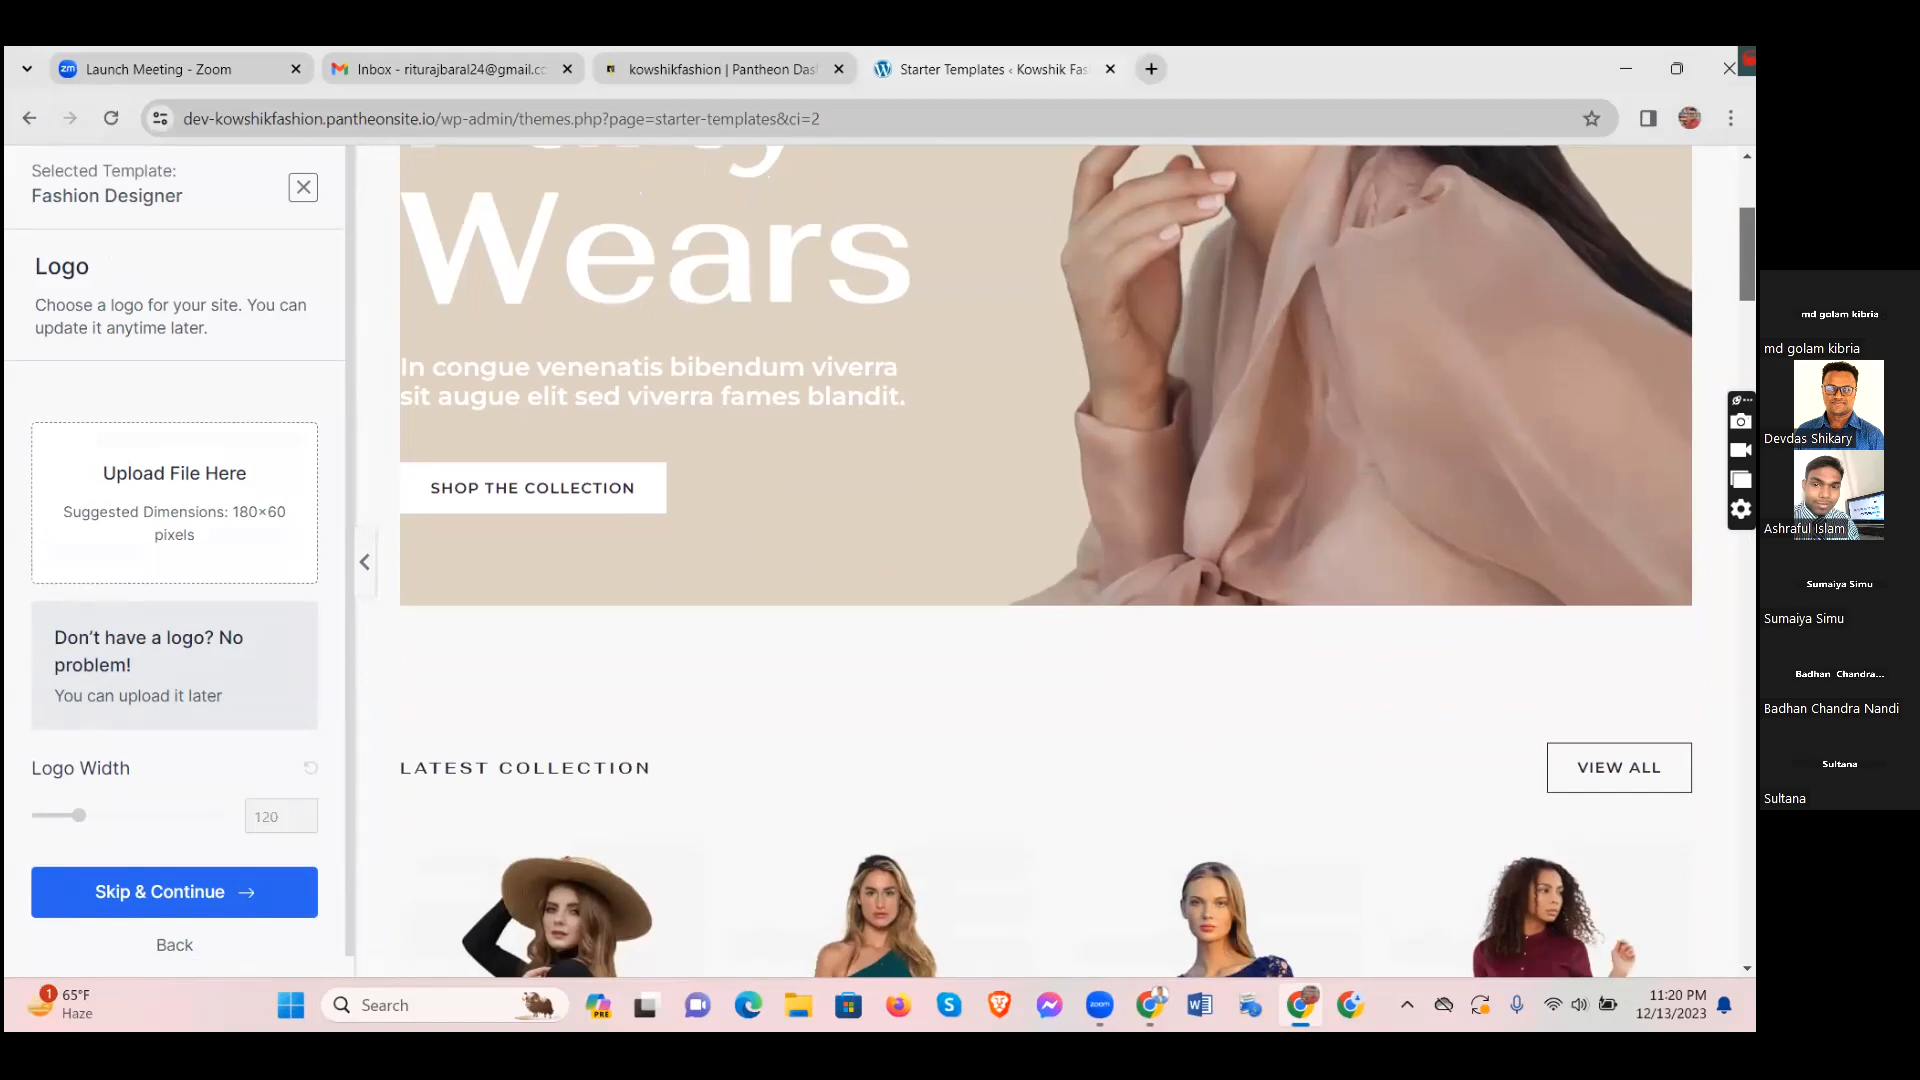 Launch Meeting - Zoom
Inbox - riturajbaral24@gmail.cc
kowshikfashion | Pantheon Das
Starter Templates ‹ Kowshik Fas
dev-kowshikfashion.pantheonsite.io/wp-admin/themes.php?page=starter-templates&ci=2
Selected Template:
Fashion Designer
Logo
Choose a logo for your site. You can
update it anytime later.
Upload File Here
Suggested Dimensions: 180×60
pixels
Don't have a logo? No
problem!
You can upload it later
Logo Width
120
Skip & Continue
Back
Wears
In congue venenatis bibendum viverra
sit augue elit sed viverra fames blandit.
SHOP THE COLLECTION
LATEST COLLECTION
VIEW ALL
md golam kibria
md golam kibria
Devdas Shikary
Ashraful Islam
Sumaiya Simu
Sumaiya Simu
Badhan Chandra...
Badhan Chandra Nandi
Sultana
Sultana
1
65°F
Haze
Search
PRE
zoom
11:20 PM
12/13/2023